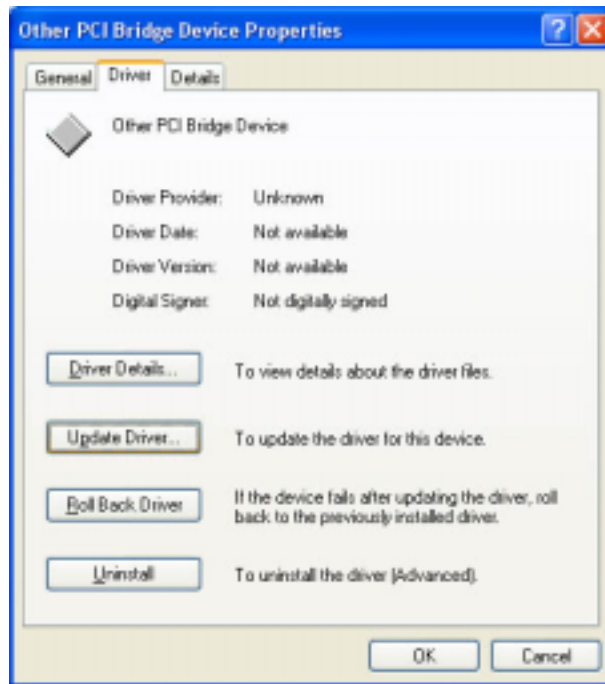 Other PCI Bridge Device Properties
General Driver Details
Other PCI Bridge Device
Driver Provider: Unknown
Driver Date: Not available
Driver Version: Not available
Digital Signer: Not digitally signed
Driver Details... To view details about the driver files.
Update Driver... To update the driver for this device.
Roll Back Driver If the device fails after updating the driver, roll
back to the previously installed driver.
Uninstall To uninstall the driver (Advanced).
OK Cancel